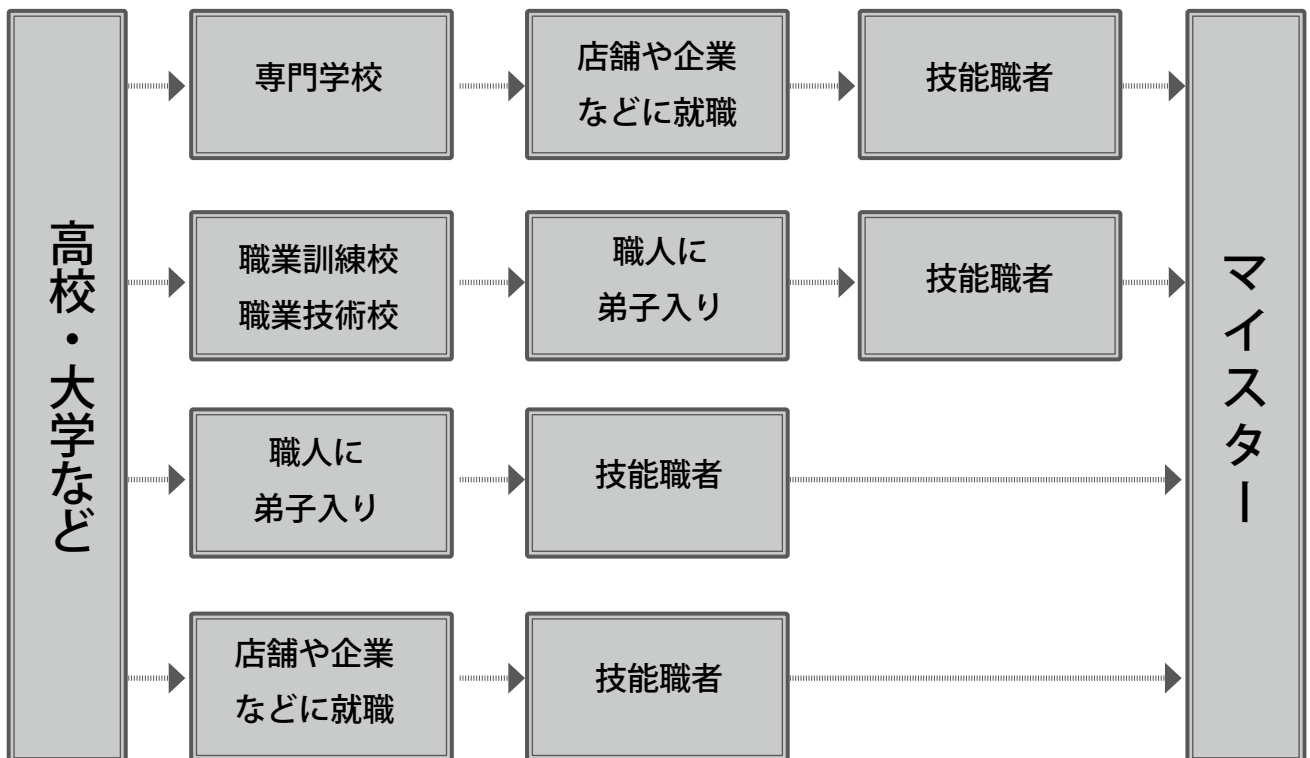 高校・大学など
専門学校
店舗や企業
などに就職
技能職者
職業訓練校
職業技術校
職人に
弟子入り
技能職者
職人に
弟子入り
技能職者
店舗や企業
などに就職
技能職者
マイスター